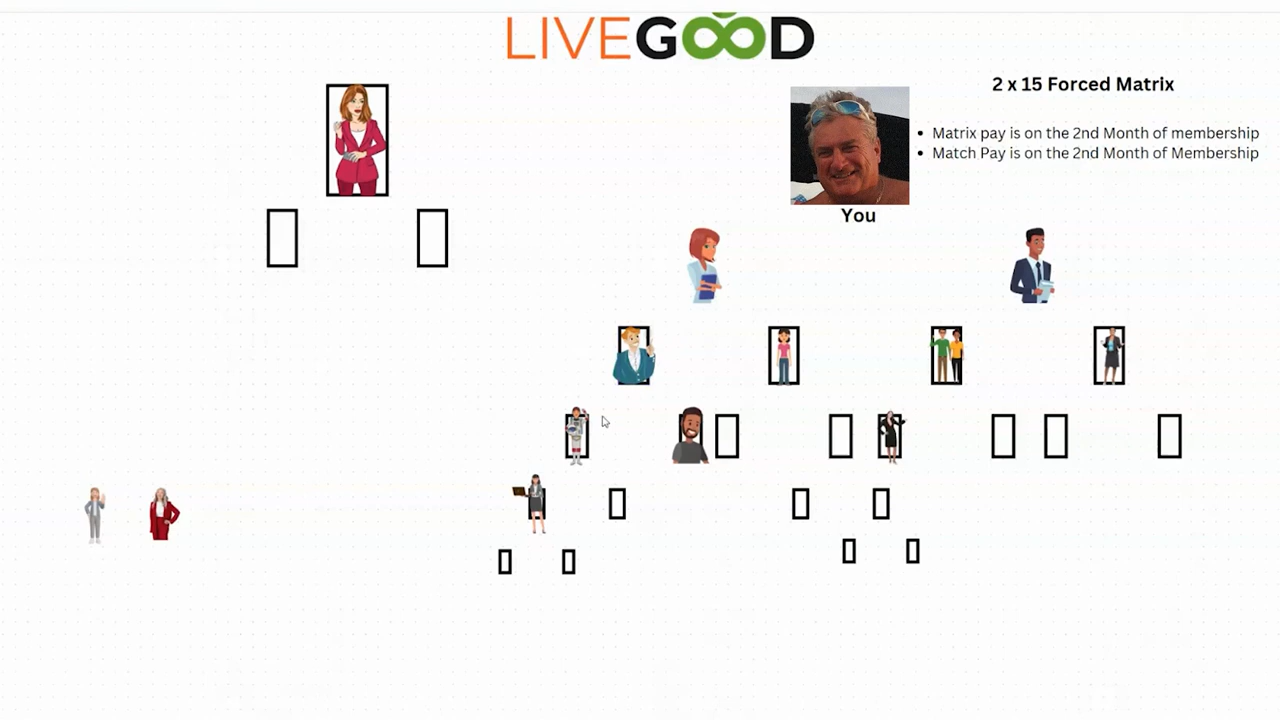 LIVEGOOD
2 x 15 Forced Matrix
Matrix pay is on the 2nd Month of membership
Match Pay is on the 2nd Month of Membership
You